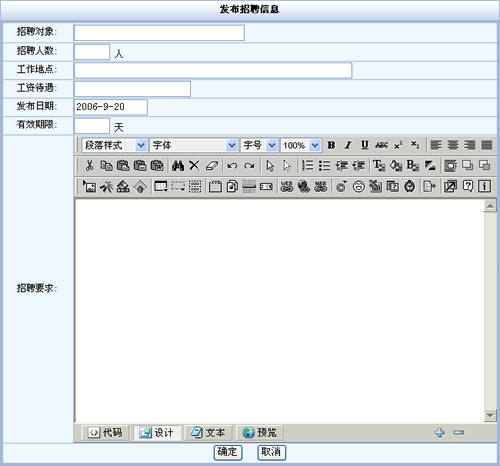 发布招聘信息
招聘对象:
招聘人数: 人
工作地点:
工资待遇:
发布日期: 2006-9-20
有效期限: 天
段落样式 字体 字号 100% B I U ABC x² x₂
招聘要求:
代码 设计 文本 预览
确定 取消